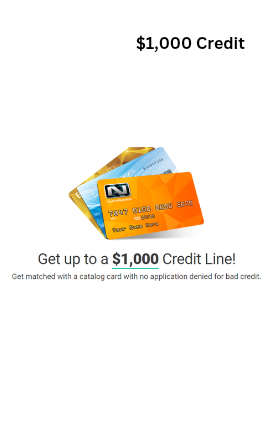 $1,000 Credit
Get up to a $1,000 Credit Line!
Get matched with a catalog card with no application denied for bad credit.